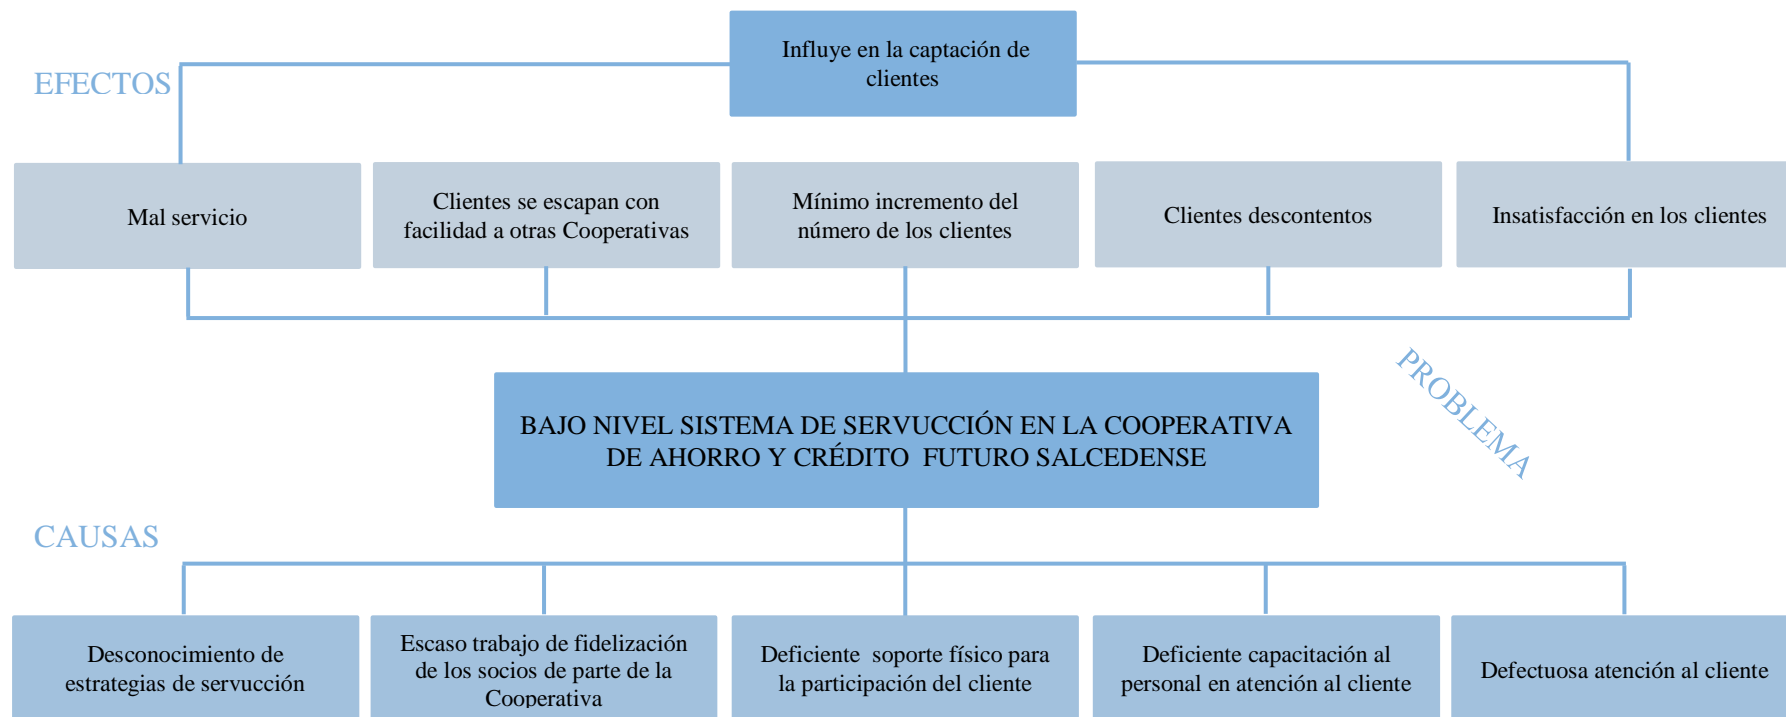 Influye en la captación de
clientes
EFECTOS
Mal servicio
Clientes se escapan con
facilidad a otras Cooperativas
Mínimo incremento del
número de los clientes
Clientes descontentos
Insatisfacción en los clientes
PROBLEMA
BAJO NIVEL SISTEMA DE SERVUCCIÓN EN LA COOPERATIVA
DE AHORRO Y CRÉDITO FUTURO SALCEDENSE
CAUSAS
Desconocimiento de
estrategias de servucción
Escaso trabajo de fidelización
de los socios de parte de la
Cooperativa
Deficiente soporte físico para
la participación del cliente
Deficiente capacitación al
personal en atención al cliente
Defectuosa atención al cliente